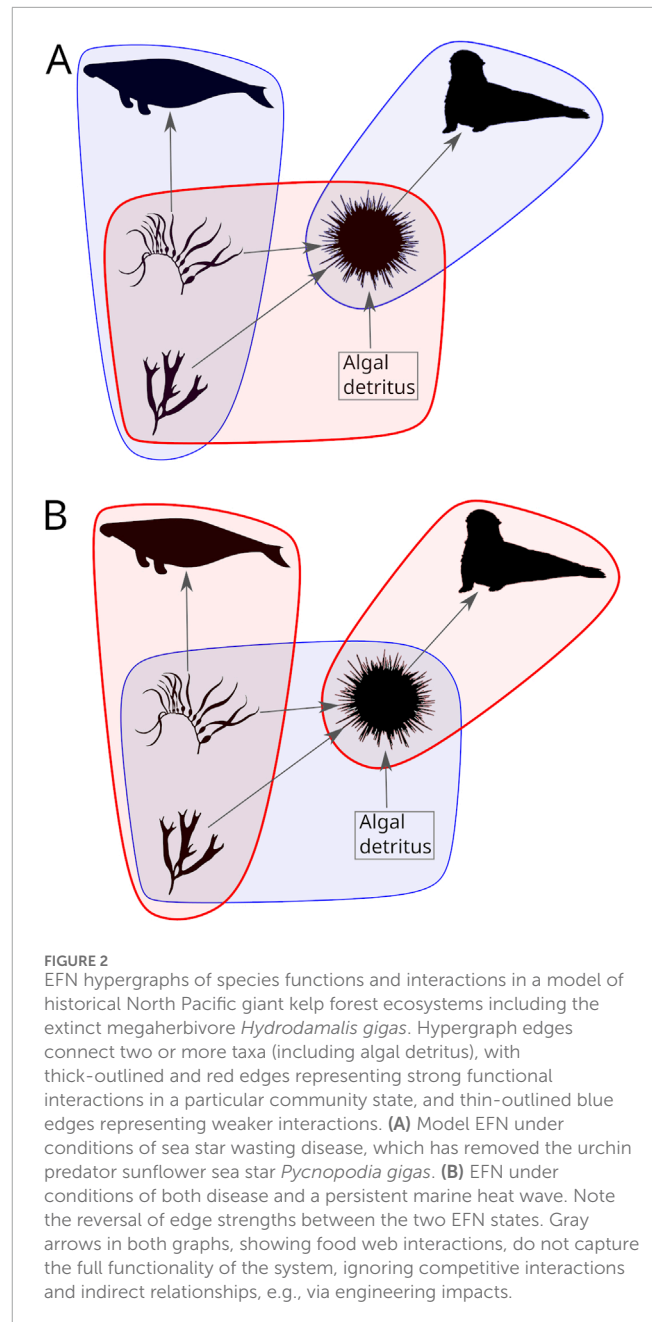 A
Algal
detritus
B
Algal
detritus
FIGURE 2
EFN hypergraphs of species functions and interactions in a model of
historical North Pacific giant kelp forest ecosystems including the
extinct megaherbivore Hydrodamalis gigas. Hypergraph edges
connect two or more taxa (including algal detritus), with
thick-outlined and red edges representing strong functional
interactions in a particular community state, and thin-outlined blue
edges representing weaker interactions. (A) Model EFN under
conditions of sea star wasting disease, which has removed the urchin
predator sunflower sea star Pycnopodia gigas. (B) EFN under
conditions of both disease and a persistent marine heat wave. Note
the reversal of edge strengths between the two EFN states. Gray
arrows in both graphs, showing food web interactions, do not capture
the full functionality of the system, ignoring competitive interactions
and indirect relationships, e.g., via engineering impacts.